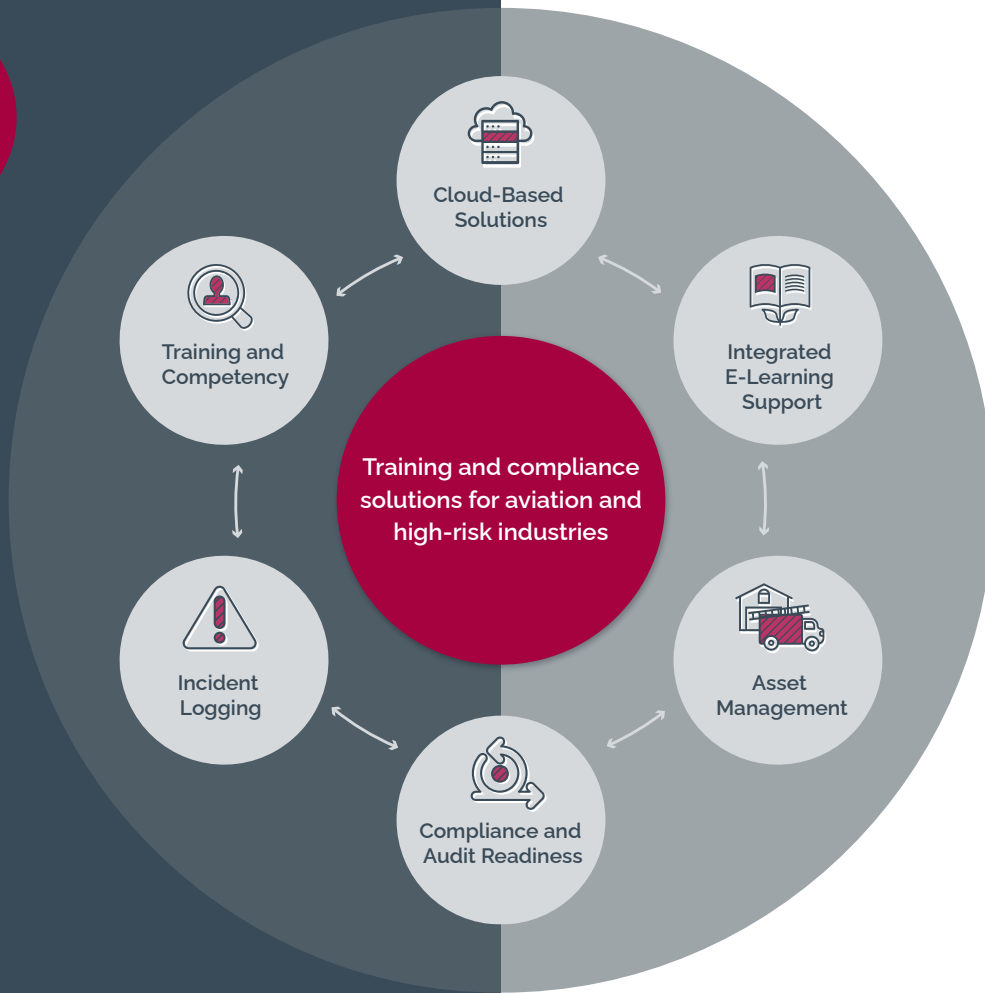 Cloud-Based
Solutions
Integrated
E-Learning
Support
Asset
Management
Compliance and
Audit Readiness
Incident
Logging
Training and
Competency
Training and compliance
solutions for aviation and
high-risk industries